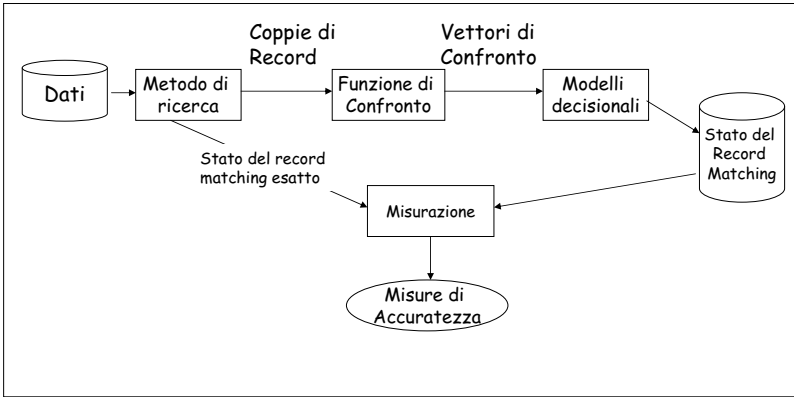 Coppie di
Record
Vettori di
Confronto
Dati
Metodo di
ricerca
Funzione di
Confronto
Modelli
decisionali
Stato del
Record
Matching
Stato del record
matching esatto
Misurazione
Misure di
Accuratezza